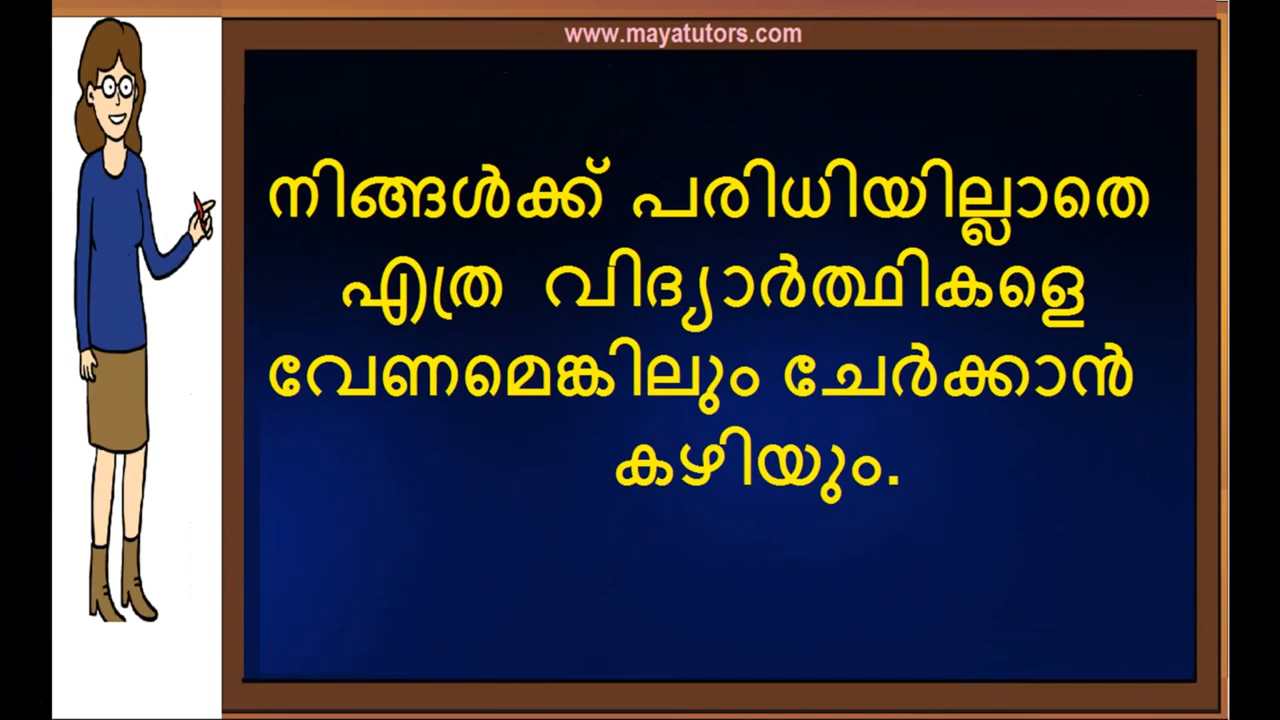 www.mayatutors.com
നിങ്ങൾക്ക് പരിധിയില്ലാതെ
എത്ര വിദ്യാർത്ഥികളെ
വേണമെങ്കിലും ചേർക്കാൻ
കഴിയും.